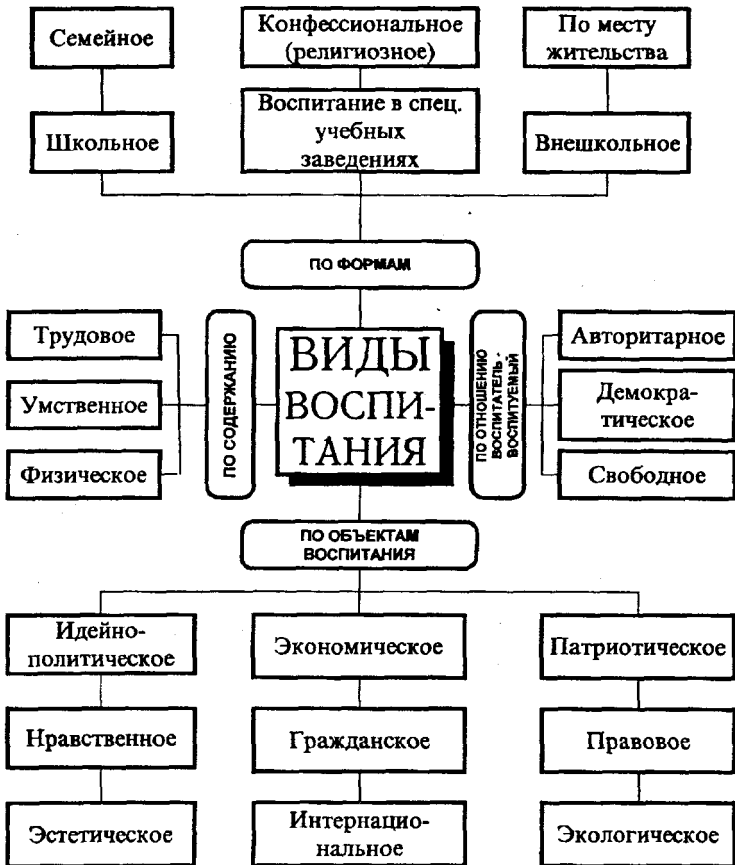 Семейное
Конфессиональное
(религиозное)
По месту
жительства
Школьное
Воспитание в спец.
учебных
заведениях
Внешкольное
ПО ФОРМАМ
Трудовое
Умственное
Физическое
ПО СОДЕРЖАНИЮ
ВИДЫ
ВОСПИ-
ТАНИЯ
ПО ОТНОШЕНИЮ
ВОСПИТАТЕЛЬ -
ВОСПИТУЕМЫЙ
Авторитарное
Демокра-
тическое
Свободное
ПО ОБЪЕКТАМ
ВОСПИТАНИЯ
Идейно-
политическое
Экономическое
Патриотическое
Нравственное
Гражданское
Правовое
Эстетическое
Интернацио-
нальное
Экологическое